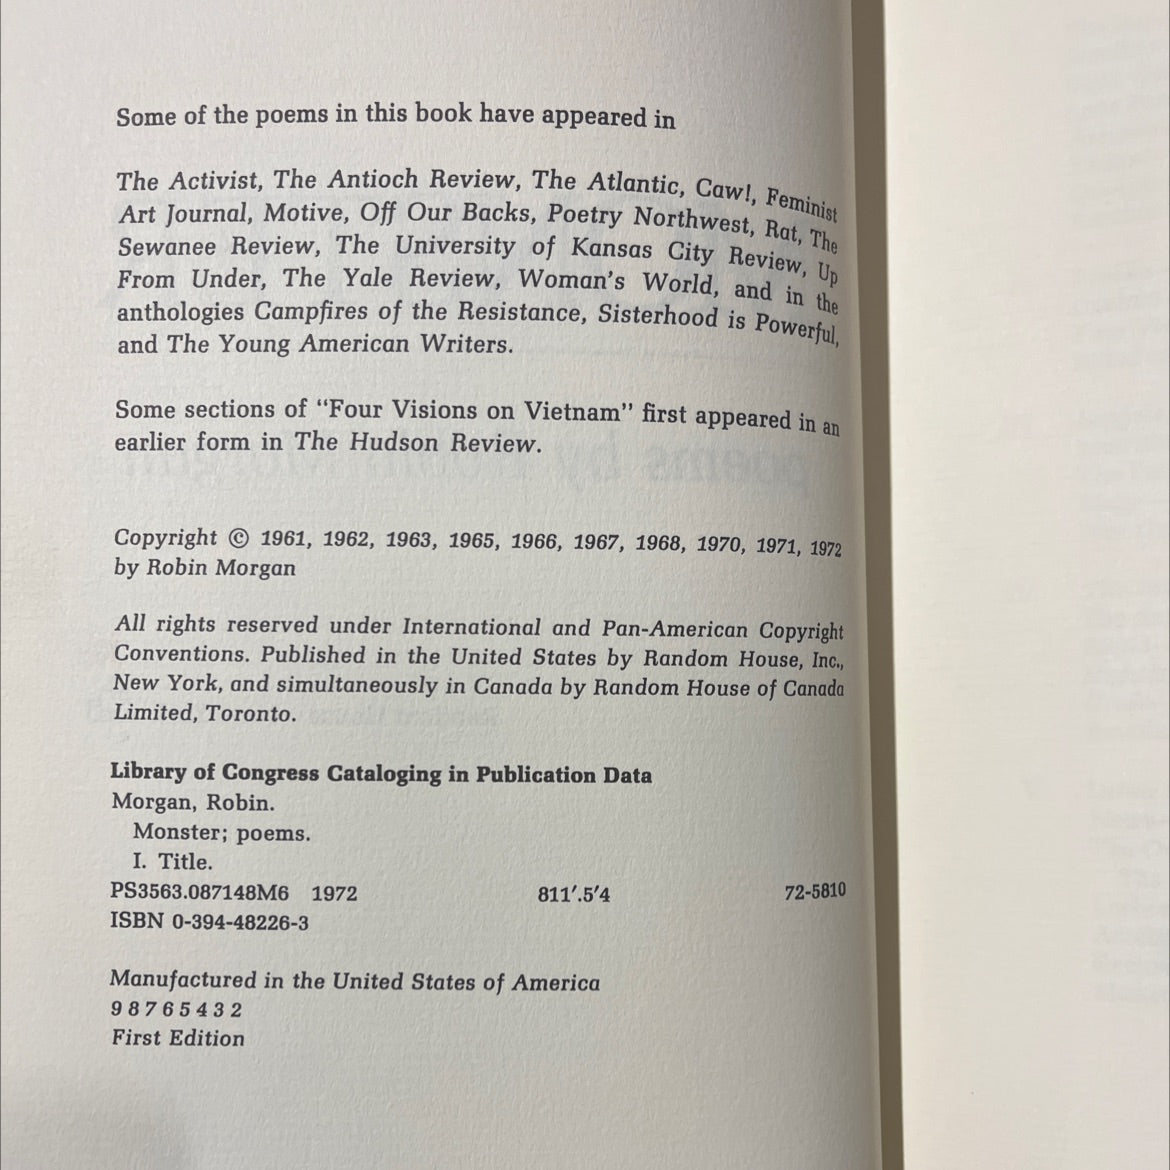 Some of the poems in this book have appeared in
The Activist, The Antioch Review, The Atlantic, Caw!, Feminist
Art Journal, Motive, Off Our Backs, Poetry Northwest, Rat, The
Sewanee Review, The University of Kansas City Review, Up
From Under, The Yale Review, Woman's World, and in the
anthologies Campfires of the Resistance, Sisterhood is Powerful,
and The Young American Writers.
Some sections of “Four Visions on Vietnam” first appeared in an
earlier form in The Hudson Review.
Copyright © 1961, 1962, 1963, 1965, 1966, 1967, 1968, 1970, 1971, 1972
by Robin Morgan
All rights reserved under International and Pan-American Copyright
Conventions. Published in the United States by Random House, Inc.,
New York, and simultaneously in Canada by Random House of Canada
Limited, Toronto.
Library of Congress Cataloging in Publication Data
Morgan, Robin.
Monster; poems.
I. Title.
PS3563.087148M6 1972 811′.5′4 72-5810
ISBN 0-394-48226-3
Manufactured in the United States of America
9 8 7 6 5 4 3 2
First Edition